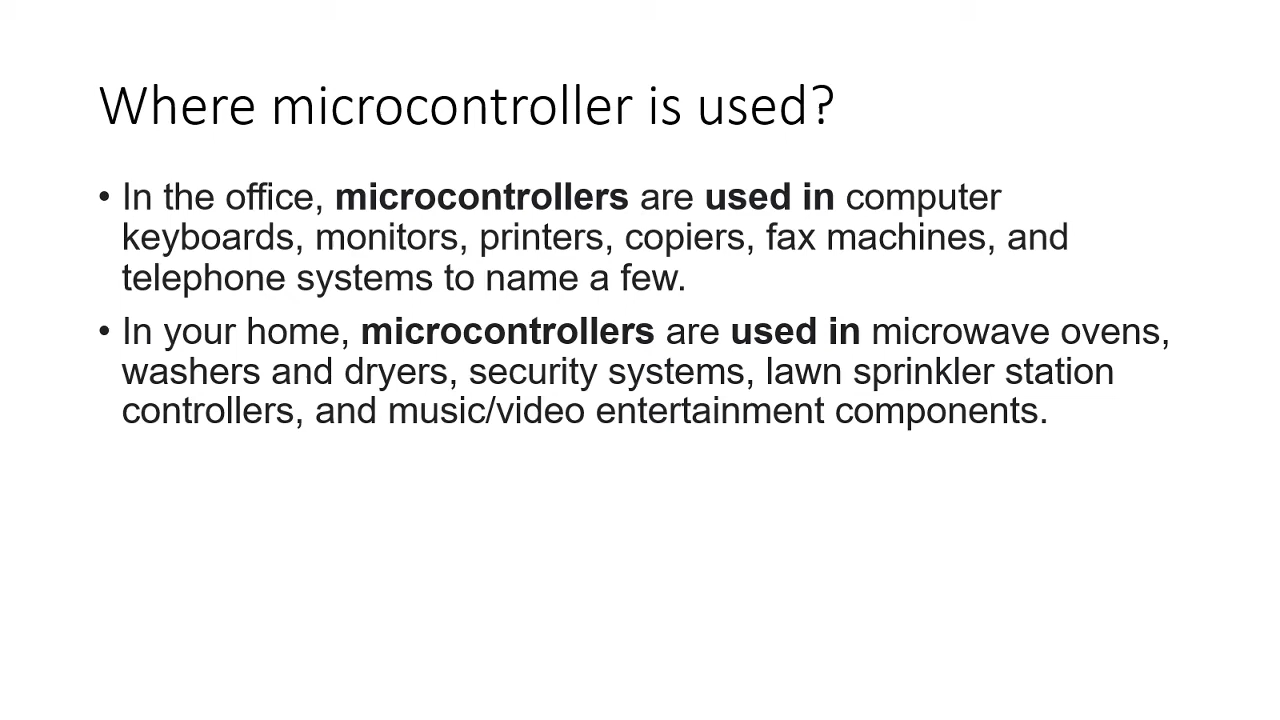 Where microcontroller is used?
• In the office, microcontrollers are used in computer
keyboards, monitors, printers, copiers, fax machines, and
telephone systems to name a few.
• In your home, microcontrollers are used in microwave ovens,
washers and dryers, security systems, lawn sprinkler station
controllers, and music/video entertainment components.